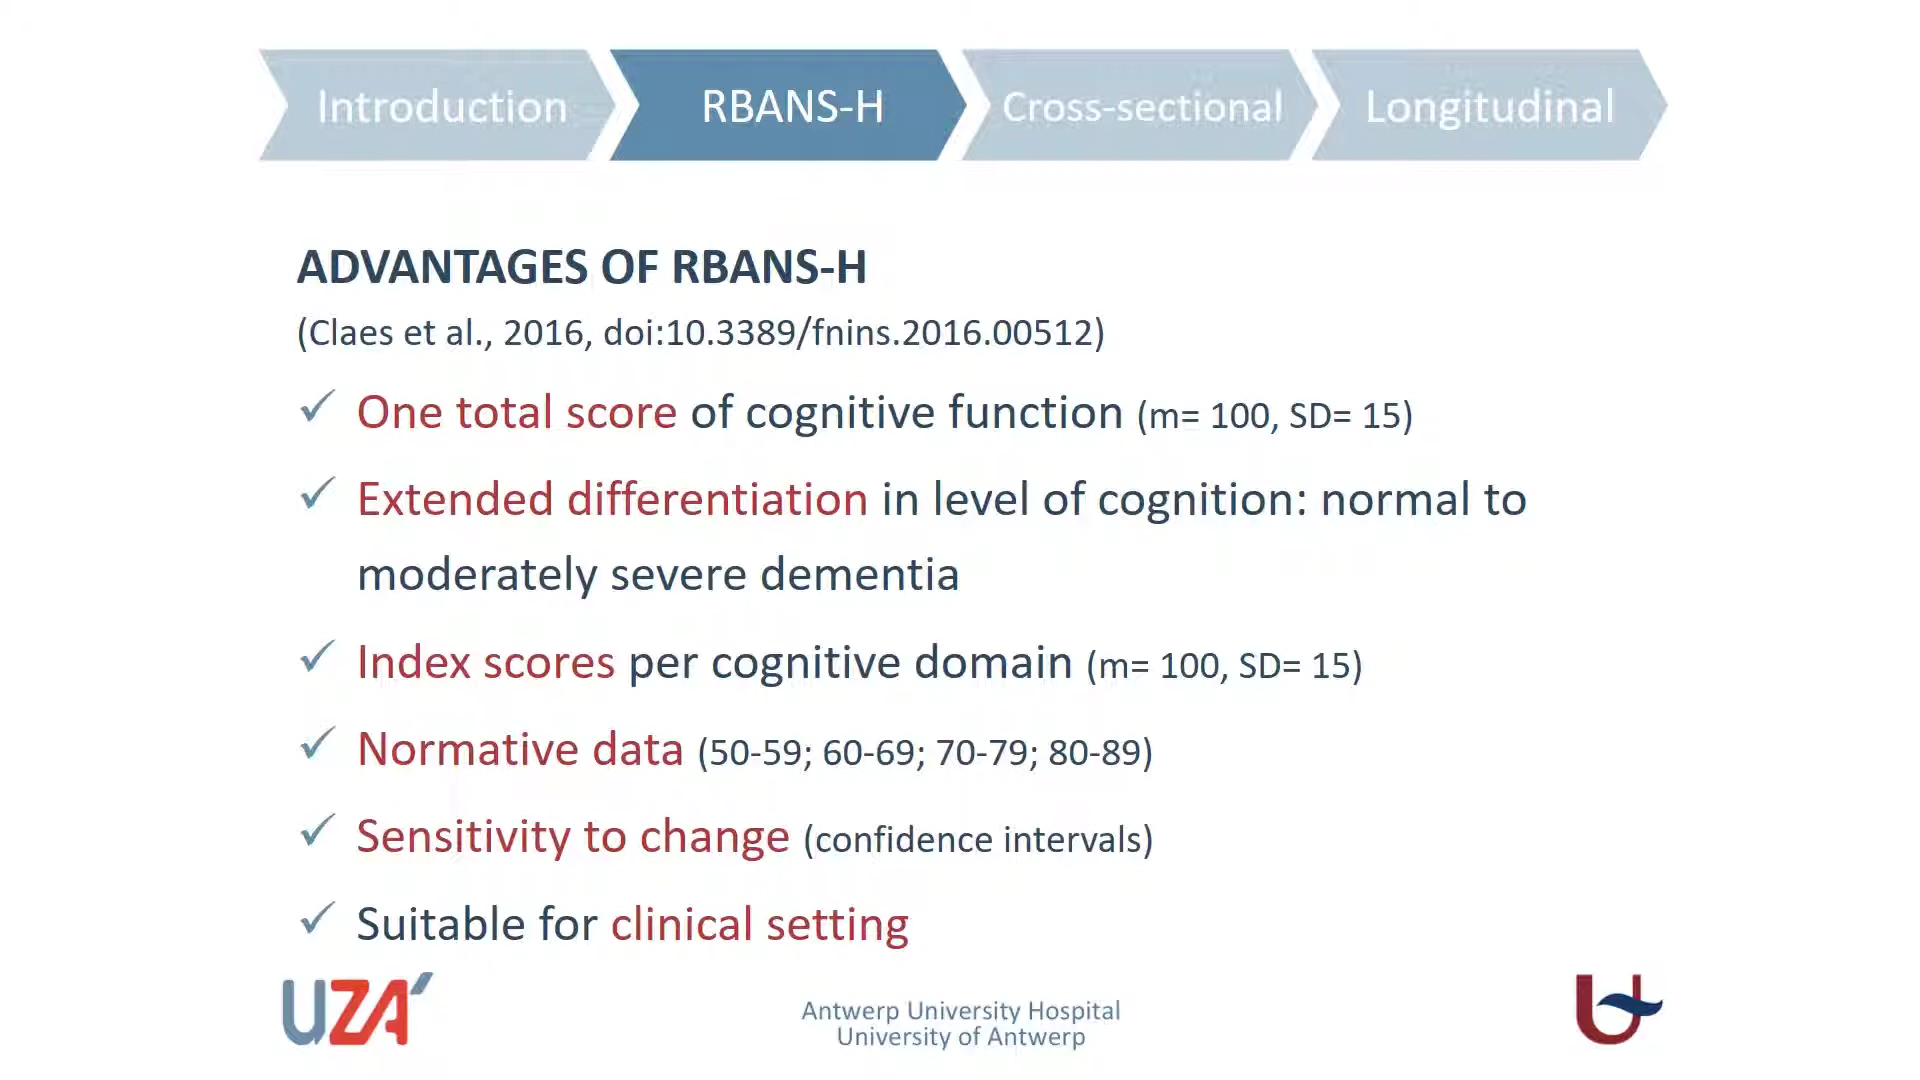 Introduction
RBANS-H
Cross-sectional
Longitudinal
ADVANTAGES OF RBANS-H
(Claes et al., 2016, doi:10.3389/fnins.2016.00512)
✓ One total score of cognitive function (m= 100, SD= 15)
✓ Extended differentiation in level of cognition: normal to
moderately severe dementia
✓ Index scores per cognitive domain (m= 100, SD= 15)
✓ Normative data (50-59; 60-69; 70-79; 80-89)
✓ Sensitivity to change (confidence intervals)
✓ Suitable for clinical setting
UZA
Antwerp University Hospital
University of Antwerp